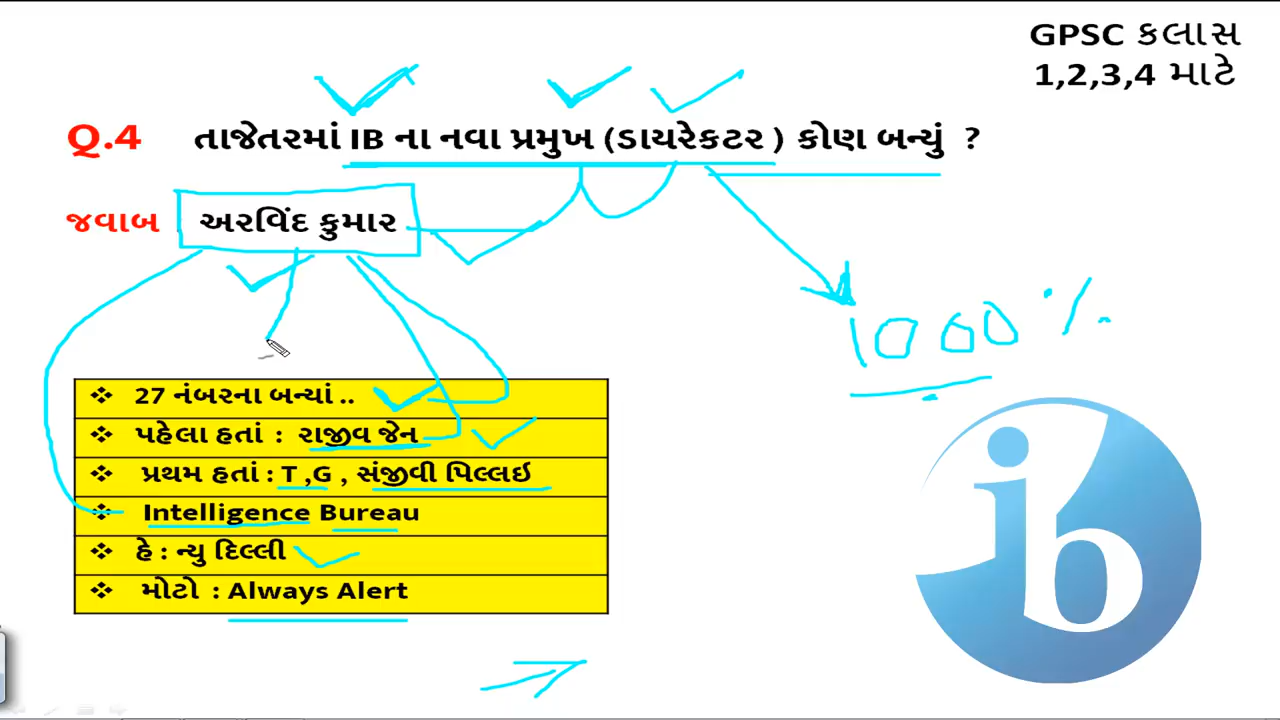 GPSC કલાસ
1,2,3,4 માટે
Q.4 તાજેતરમાં IB ના નવા પ્રમુખ (ડાયરેકટર ) કોણ બન્યું ?
જવાબ અરવિંદ કુમાર
1000 %
❖ 27 નંબરના બન્યાં ..
❖ પહેલા હતાં : રાજીવ જેન
❖ પ્રથમ હતાં : T ,G , સંજીવી પિલ્લઇ
❖ Intelligence Bureau
❖ હે : ન્યુ દિલ્લી
❖ મોટો : Always Alert
ib